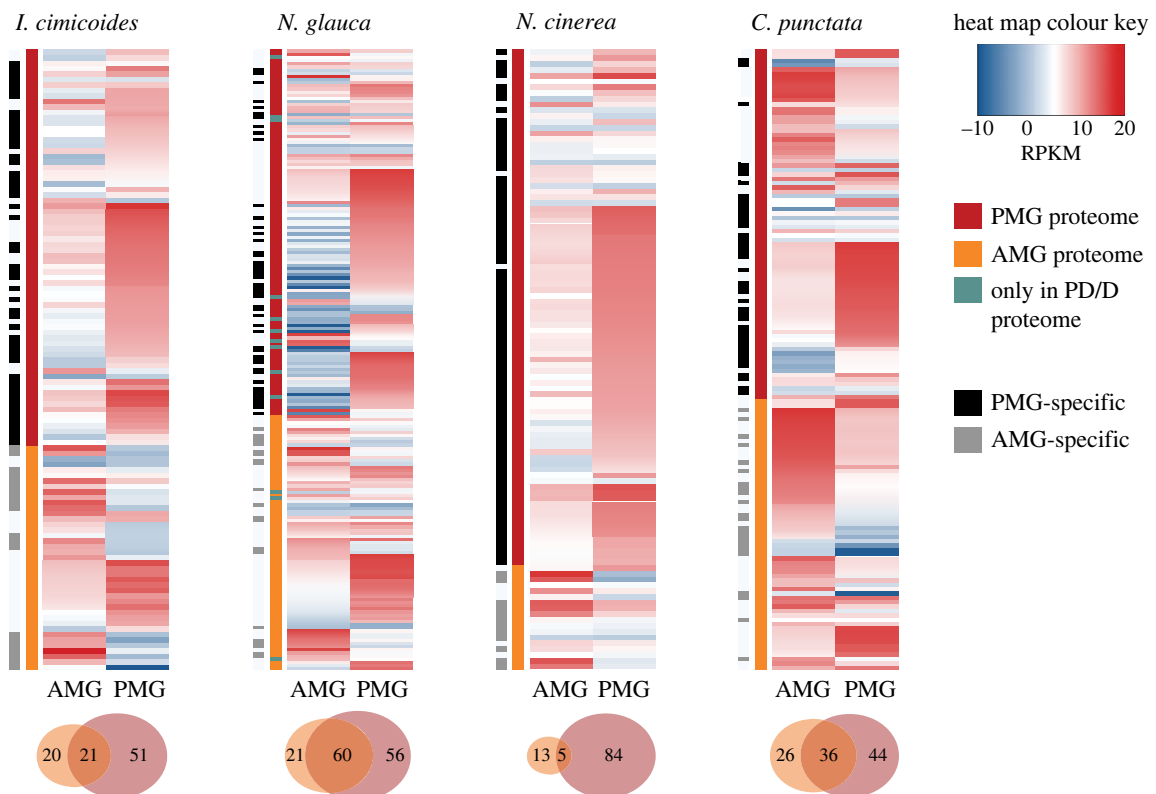 I. cimicoides
N. glauca
N. cinerea
C. punctata
heat map colour key
−10 0 10 20
RPKM
PMG proteome
AMG proteome
only in PD/D
proteome
PMG-specific
AMG-specific
AMG PMG
AMG PMG
AMG PMG
AMG PMG
20 21 51
21 60 56
13 5 84
26 36 44